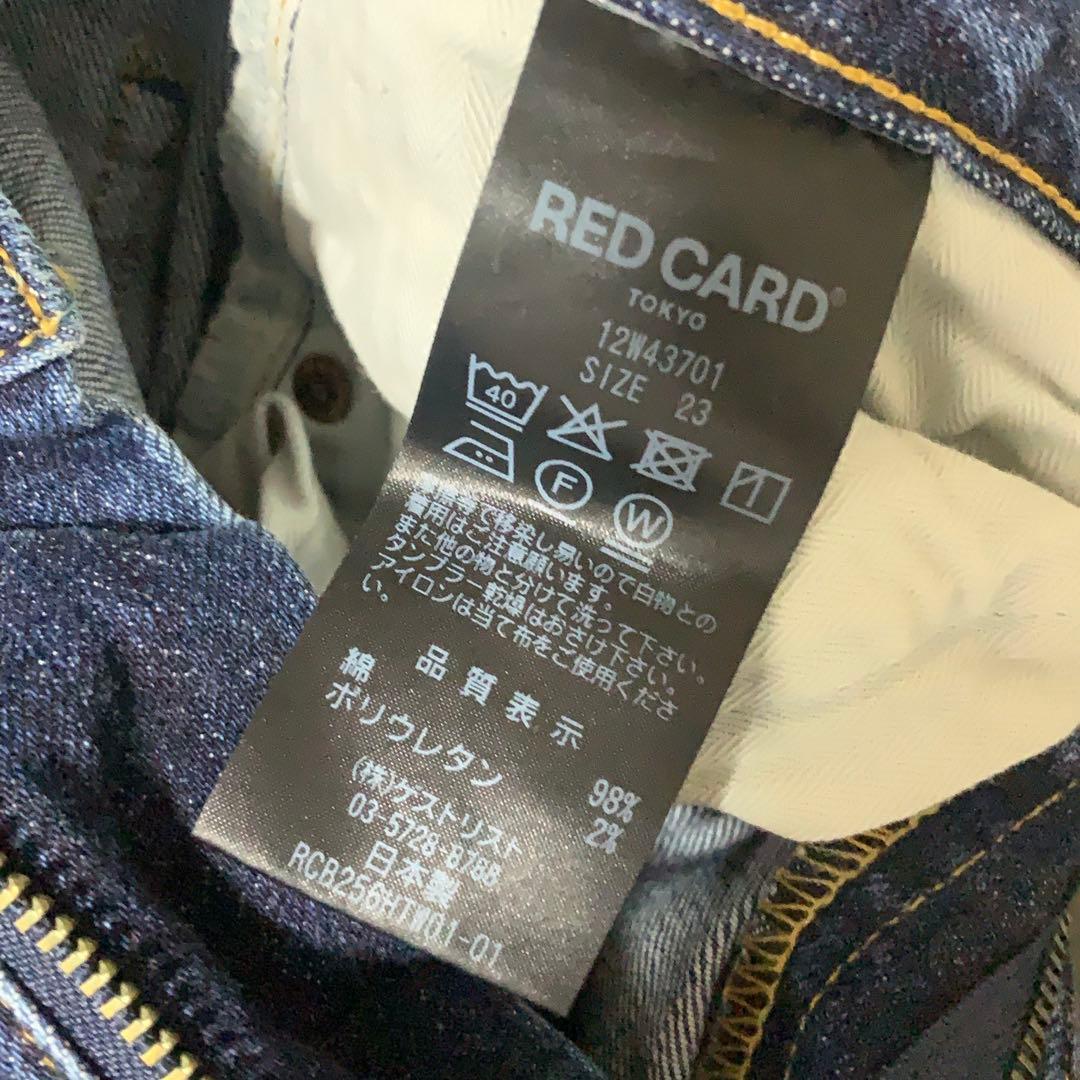 RED CARD®
TOKYO
12W43701
SIZE 23
40
F W
で移染し易いので白物との
着用はご注意願います。
また他の物と分けて洗って下さい。
タンブラー乾燥はおさけ下さい。
アイロンは当て布をご使用くださ
い。
品質表示
綿 98%
ポリウレタン 2%
(株)ゲストリスト
03-5728-8788
日本製
RCB256HTW01-01